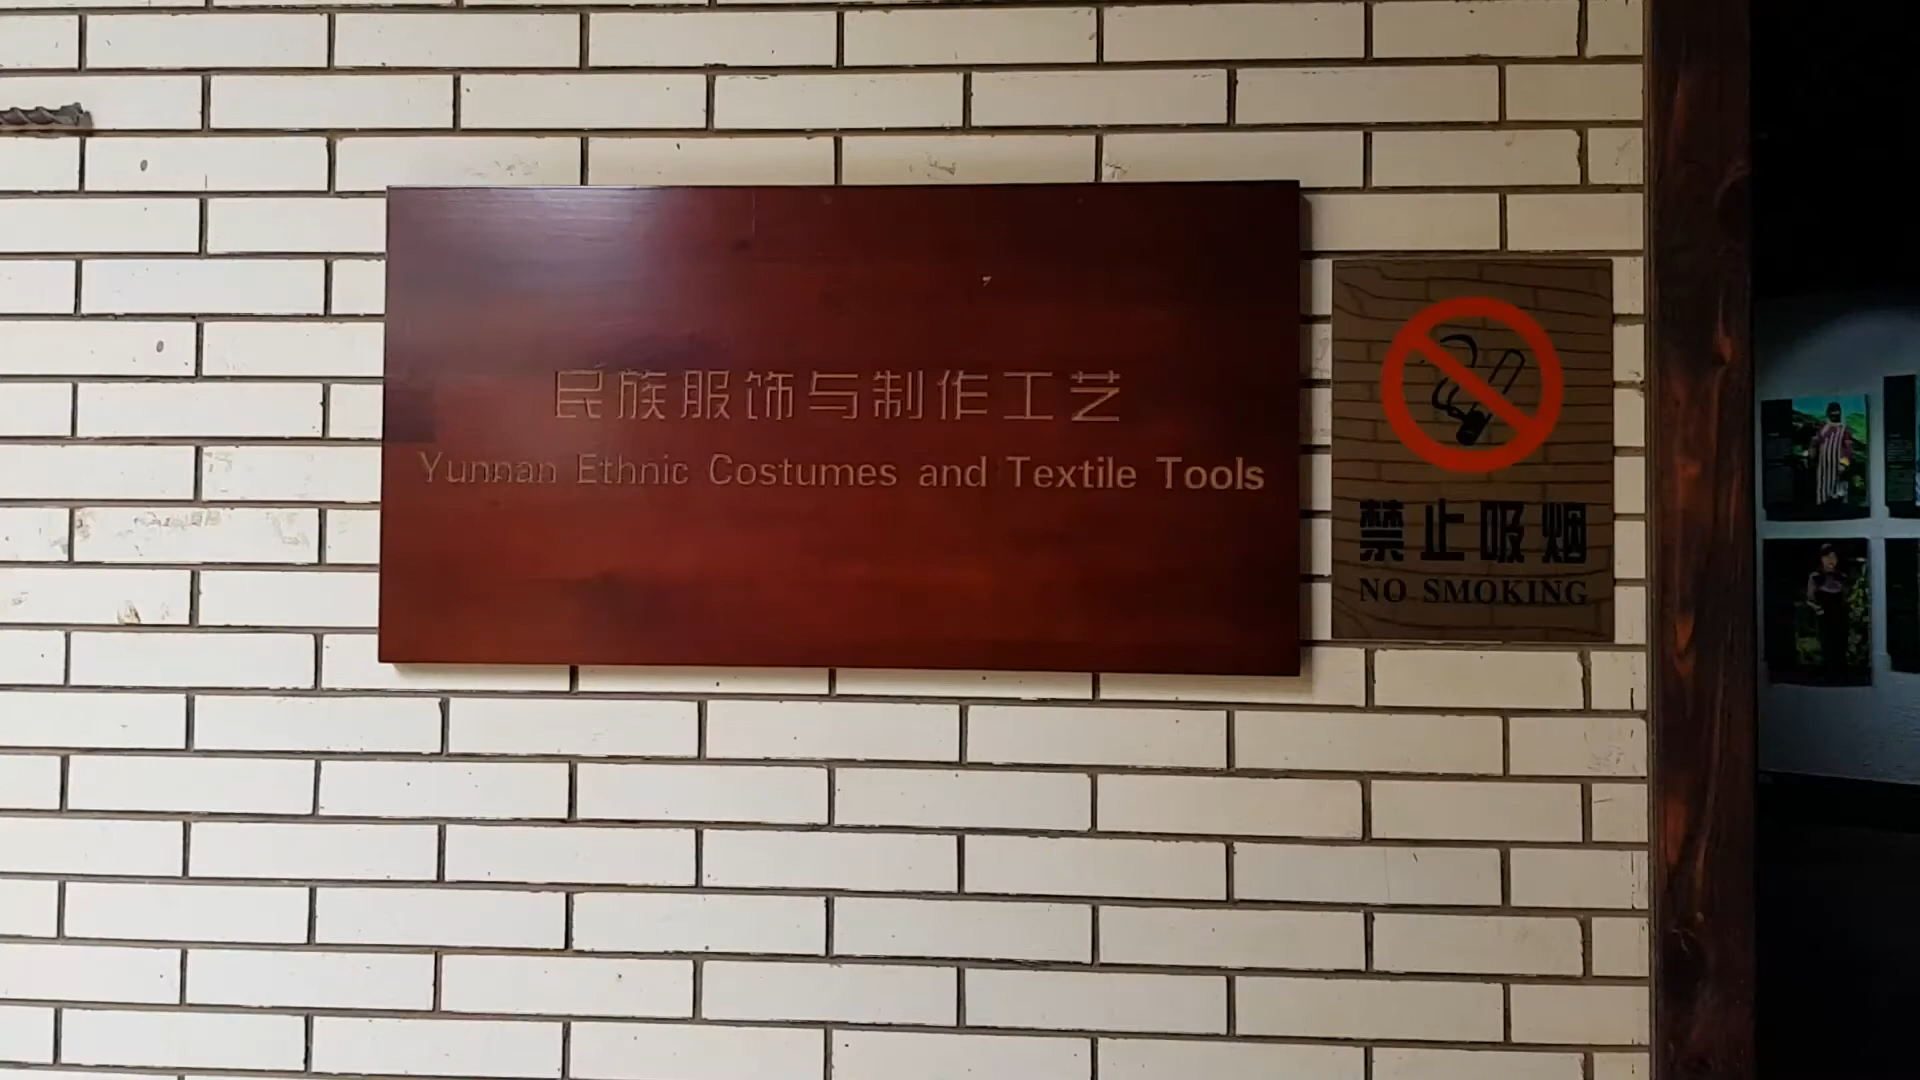 民族服饰与制作工艺
Yunnan Ethnic Costumes and Textile Tools
禁止吸烟
NO SMOKING